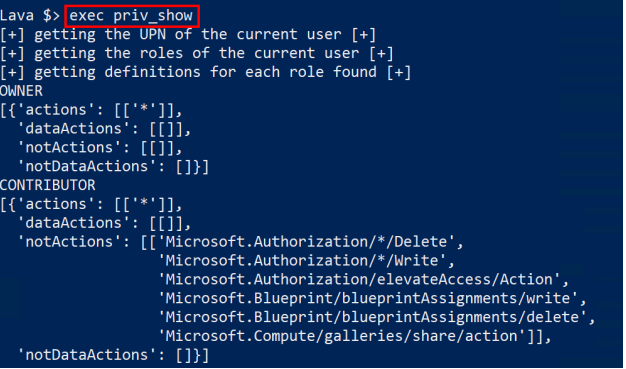 Lava $> exec priv_show
[+] getting the UPN of the current user [+]
[+] getting the roles of the current user [+]
[+] getting definitions for each role found [+]
OWNER
[{'actions': [['*']],
  'dataActions': [[]],
  'notActions': [[]],
  'notDataActions': []}]
CONTRIBUTOR
[{'actions': [['*']],
  'dataActions': [[]],
  'notActions': [['Microsoft.Authorization/*/Delete',
                  'Microsoft.Authorization/*/Write',
                  'Microsoft.Authorization/elevateAccess/Action',
                  'Microsoft.Blueprint/blueprintAssignments/write',
                  'Microsoft.Blueprint/blueprintAssignments/delete',
                  'Microsoft.Compute/galleries/share/action']],
  'notDataActions': []}]